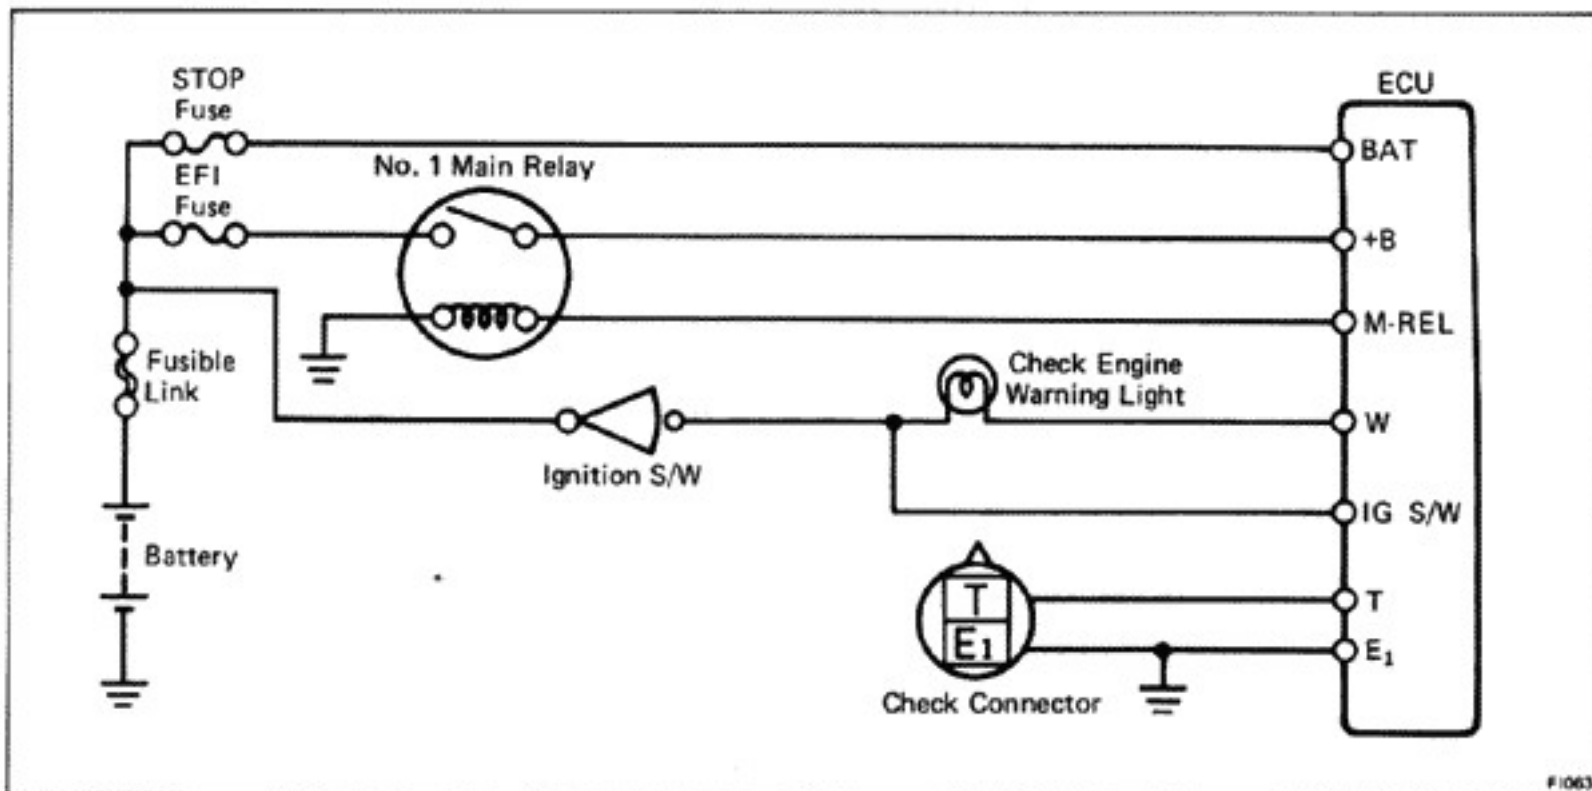 STOP
Fuse
EFI
Fuse
No. 1 Main Relay
ECU
BAT
+B
M-REL
Fusible
Link
Check Engine
Warning Light
W
Ignition S/W
IG S/W
Battery
T
E1
T
E1
Check Connector
FI063